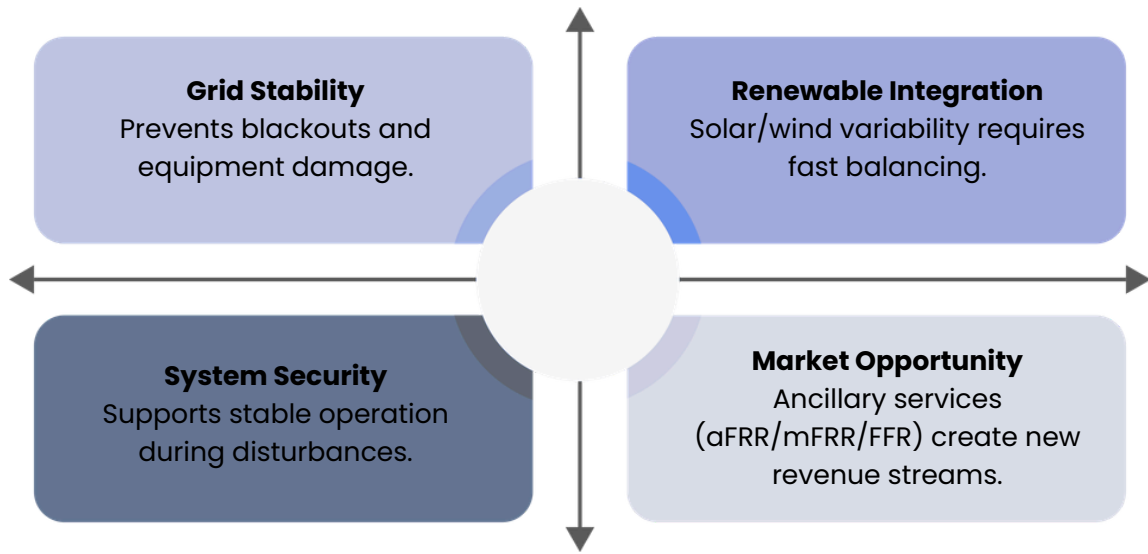 Grid Stability
Prevents blackouts and
equipment damage.
Renewable Integration
Solar/wind variability requires
fast balancing.
System Security
Supports stable operation
during disturbances.
Market Opportunity
Ancillary services
(aFRR/mFRR/FFR) create new
revenue streams.